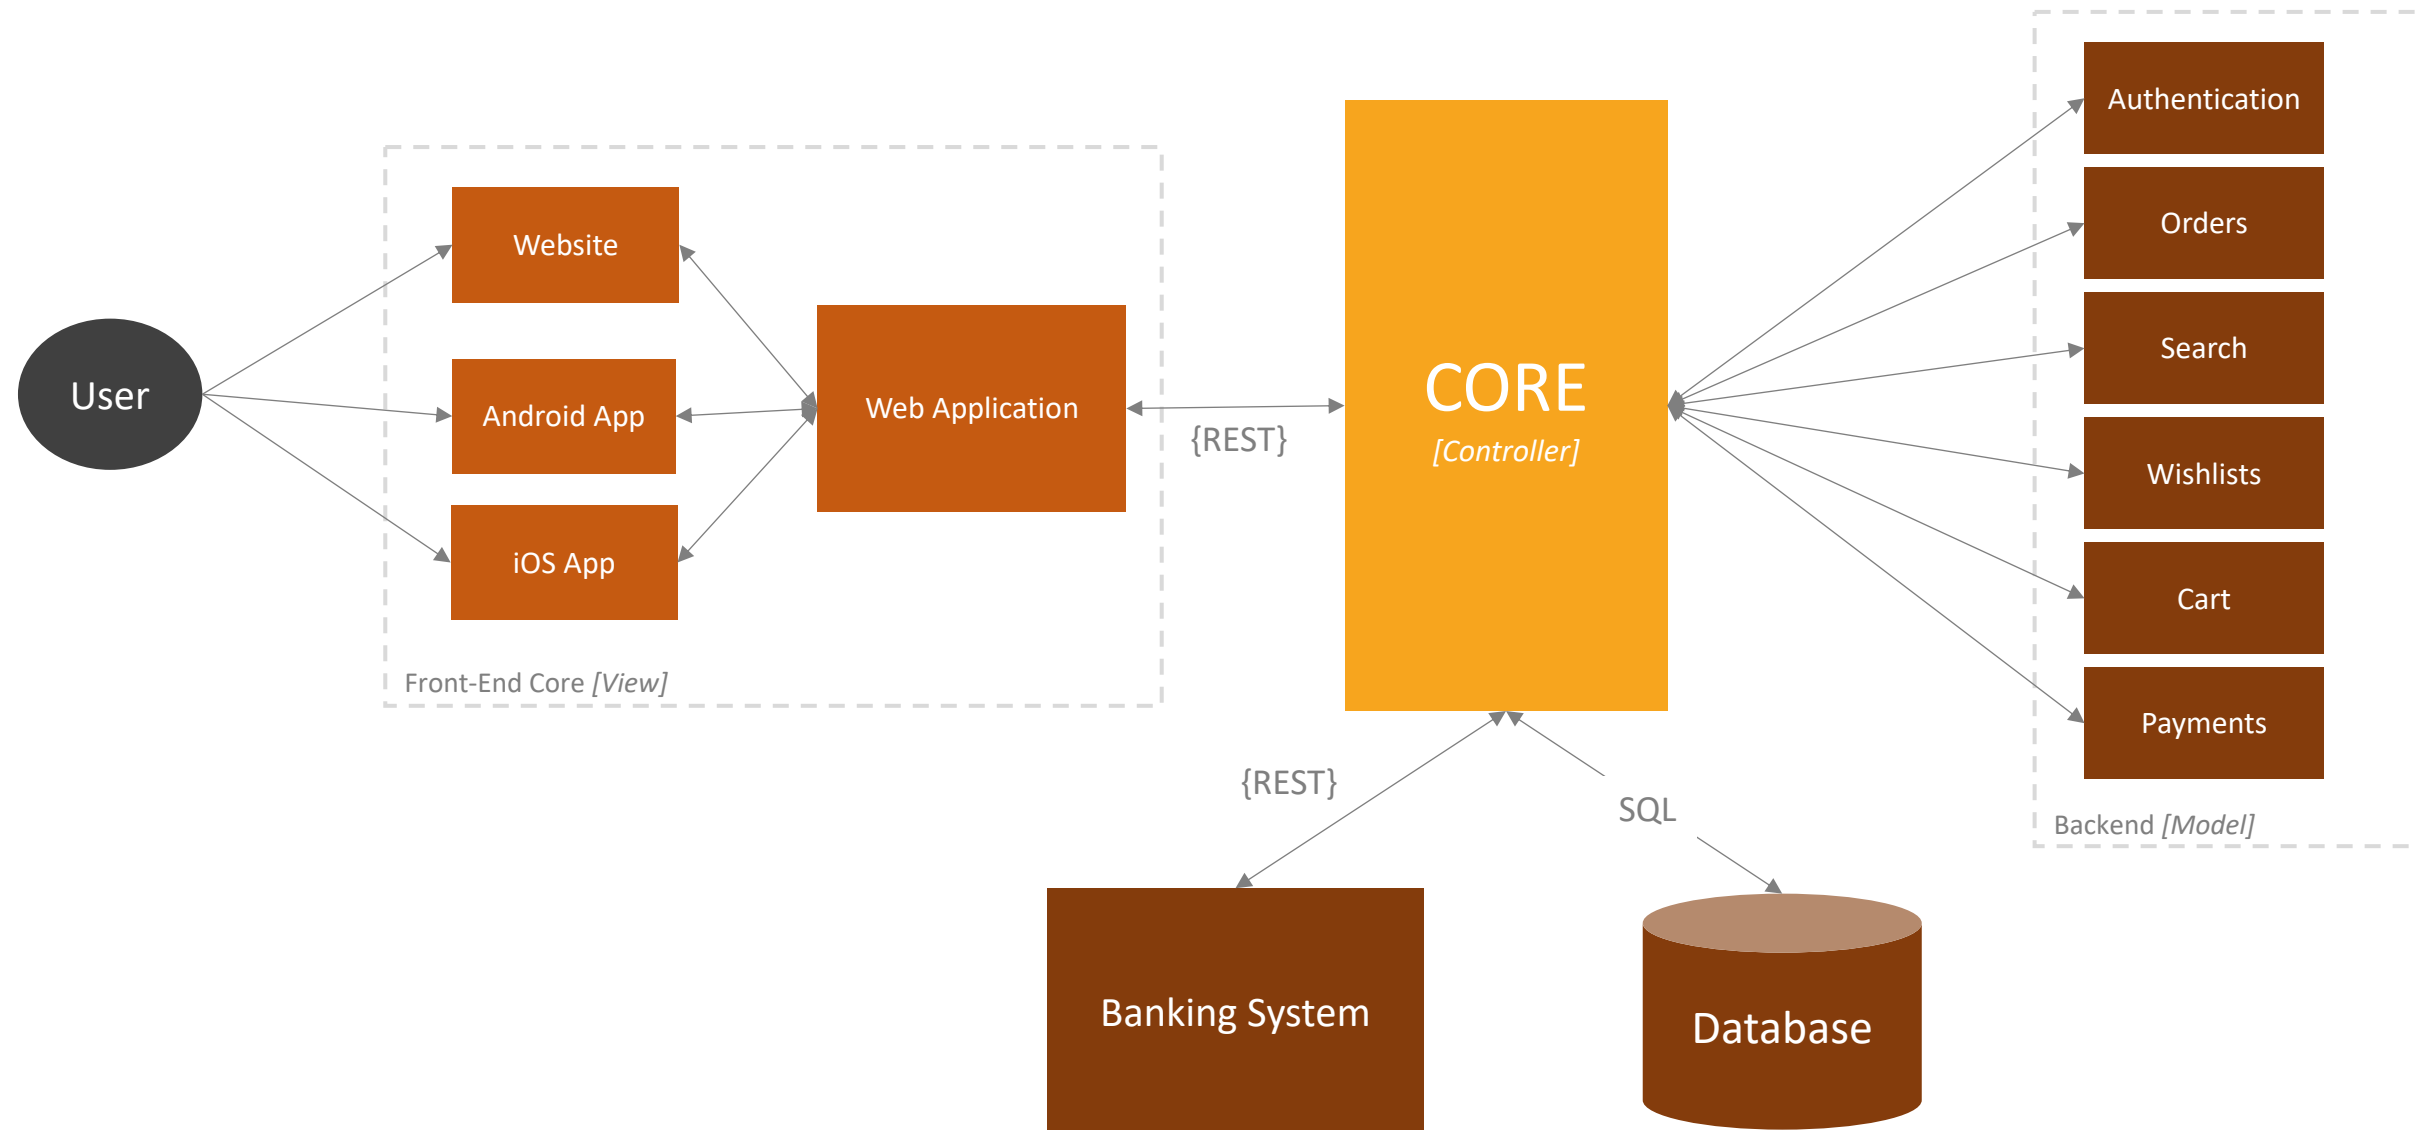 User
Website
Android App
iOS App
Web Application
Front-End Core [View]
{REST}
CORE
[Controller]
Authentication
Orders
Search
Wishlists
Cart
Payments
Backend [Model]
{REST}
SQL
Banking System
Database